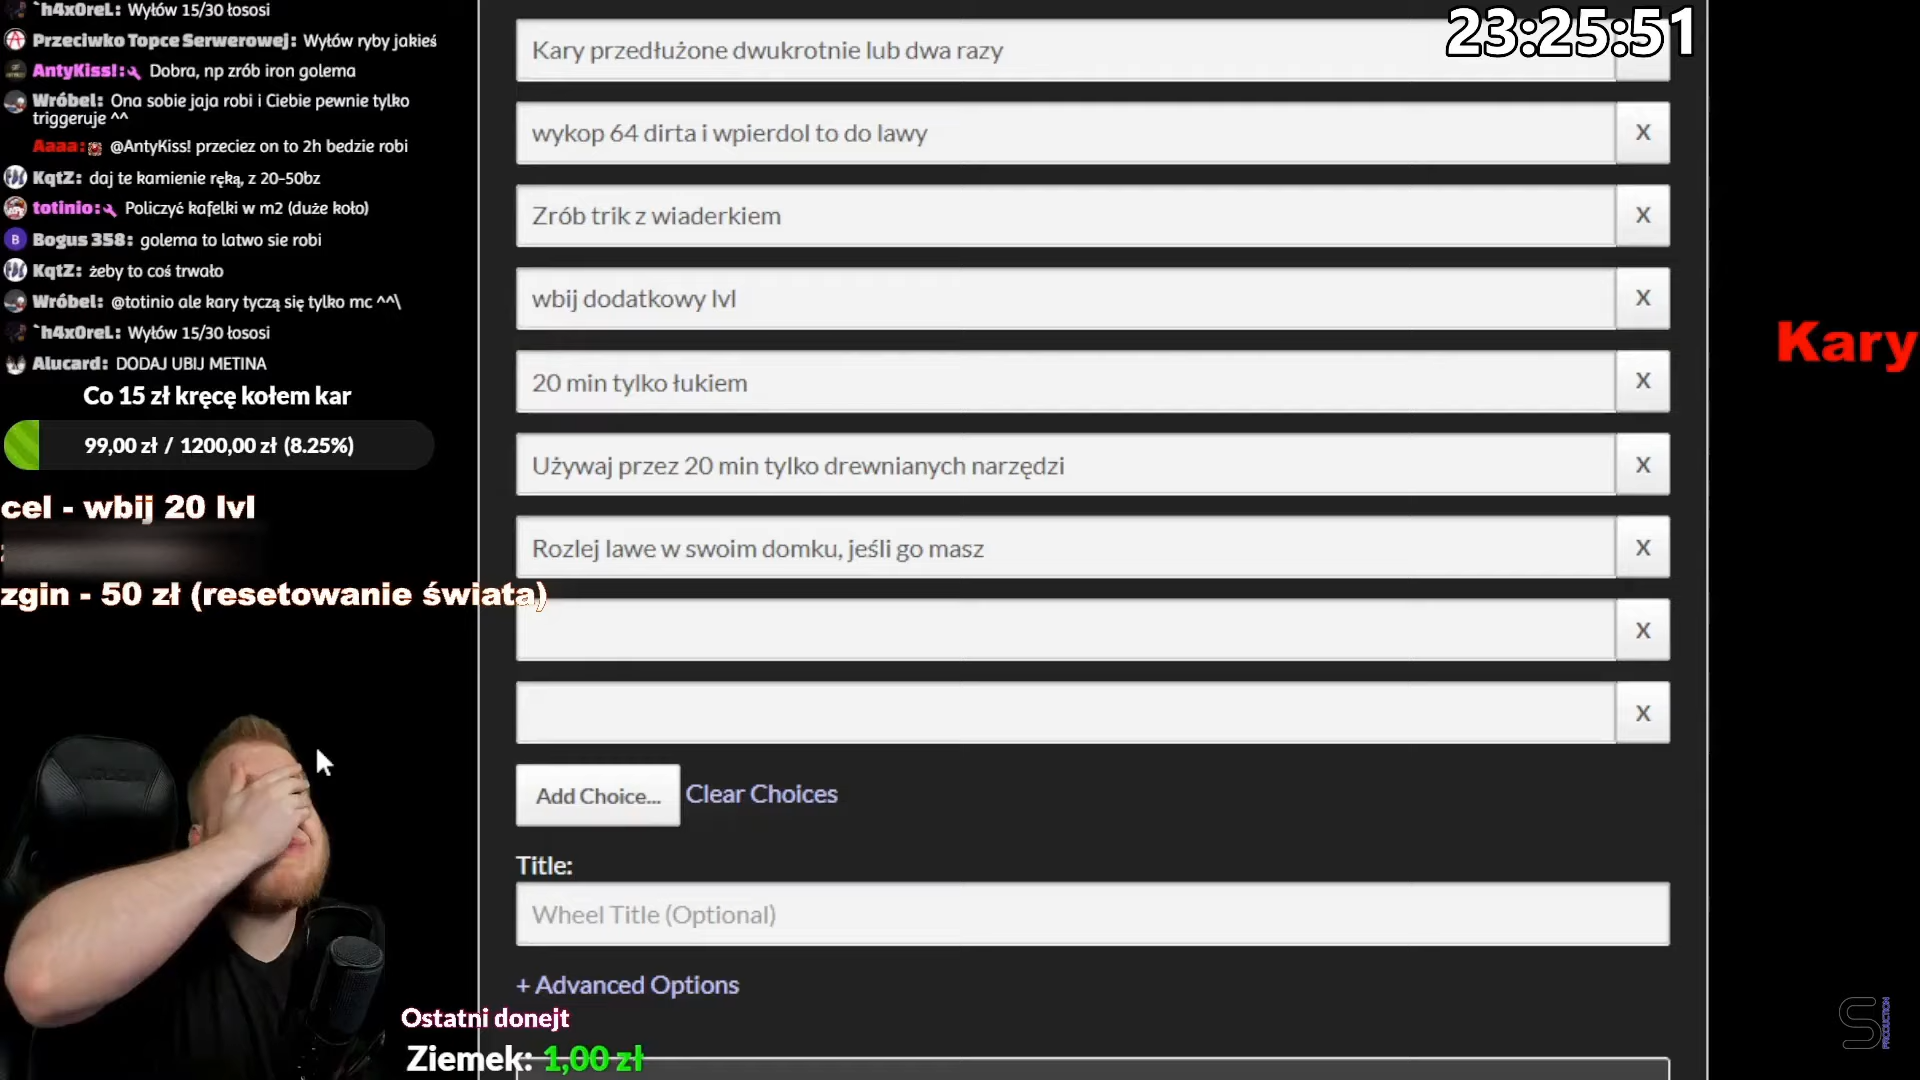 `h4x0reL: Wyłów 15/30 łososi
Przeciwko Topce Serwerowej: Wyłów ryby jakieś
AntyKiss!: Dobra, np zrób iron golema
Wróbel: Ona sobie jaja robi i Ciebie pewnie tylko
triggeruje ^^
Aaaa: @AntyKiss! przeciez on to 2h bedzie robi
KqtZ: daj te kamienie ręką, z 20-50bz
totinio: Policzyć kafelki w m2 (duże koło)
B Bogus 358: golema to latwo sie robi
KqtZ: żeby to coś trwało
Wróbel: @totinio ale kary tyczą się tylko mc ^^\
`h4x0reL: Wyłów 15/30 łososi
Alucard: DODAJ UBIJ METINA
Co 15 zł kręcę kołem kar
99,00 zł / 1200,00 zł (8.25%)
cel - wbij 20 lvl
zgin - 50 zł (resetowanie świata)
Kary przedłużone dwukrotnie lub dwa razy
wykop 64 dirta i wpierdol to do lawy
X
Zrób trik z wiaderkiem
X
wbij dodatkowy lvl
X
20 min tylko łukiem
X
Używaj przez 20 min tylko drewnianych narzędzi
X
Rozlej lawe w swoim domku, jeśli go masz
X
X
X
Add Choice...
Clear Choices
Title:
Wheel Title (Optional)
+ Advanced Options
Ostatni donejt
Ziemek: 1,00 zł
23:25:51
Kary
S PRODUCTION